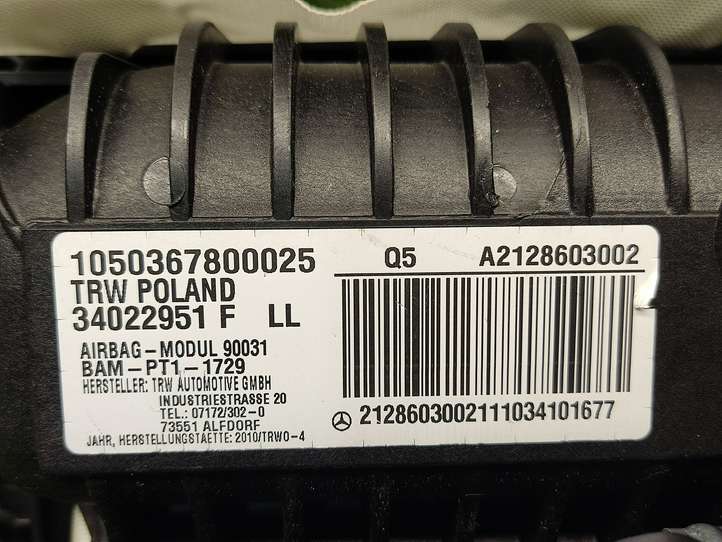 1050367800025 Q5 A2128603002
TRW POLAND
34022951 F LL
AIRBAG-MODUL 90031
BAM-PT1-1729
HERSTELLER: TRW AUTOMOTIVE GMBH
INDUSTRIESTRASSE 20
TEL.: 07172/302-0
73551 ALFDORF
JAHR, HERSTELLUNGSTAETTE: 2010/TRWO-4
2128603002111034101677